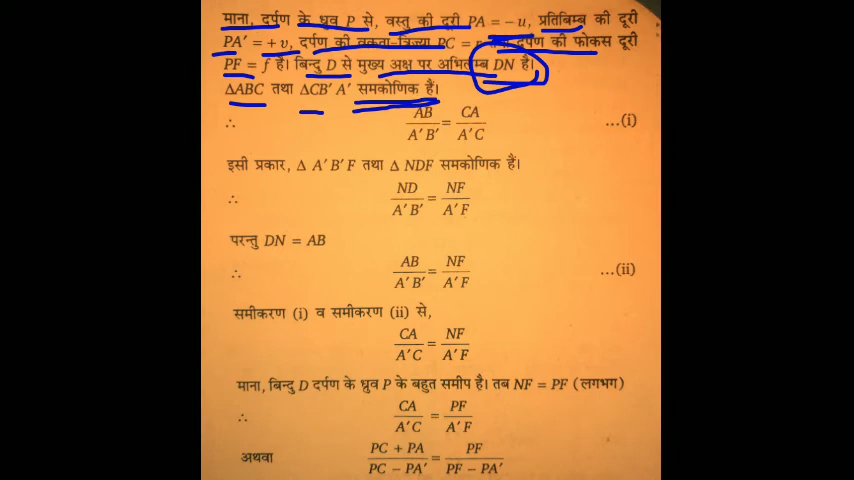 माना, दर्पण के ध्रुव P से, वस्तु की दूरी PA = −u, प्रतिबिम्ब की दूरी
PA′ = +v, दर्पण की वक्रता-त्रिज्या PC = r दर्पण की फोकस दूरी
PF = f है। बिन्दु D से मुख्य अक्ष पर अभिलम्ब DN है।
ΔABC तथा ΔCB′ A′ समकोणिक हैं।
∴ AB/A′B′ = CA/A′C ...(i)
इसी प्रकार, Δ A′B′F तथा Δ NDF समकोणिक हैं।
∴ ND/A′B′ = NF/A′F
परन्तु DN = AB
∴ AB/A′B′ = NF/A′F ...(ii)
समीकरण (i) व समीकरण (ii) से,
CA/A′C = NF/A′F
माना, बिन्दु D दर्पण के ध्रुव P के बहुत समीप है। तब NF = PF (लगभग)
∴ CA/A′C = PF/A′F
अथवा PC + PA/PC − PA′ = PF/PF − PA′